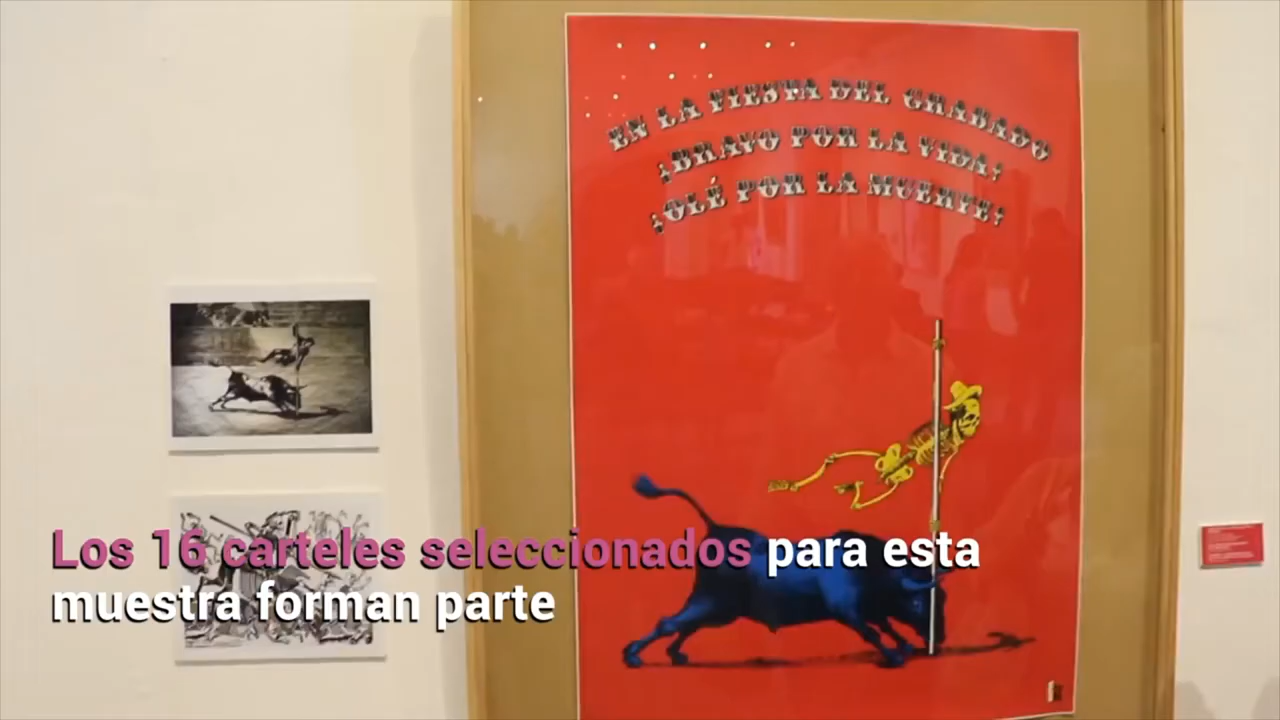 EN LA FIESTA DEL GRABADO
¡BRAVO POR LA VIDA!
¡OLÉ POR LA MUERTE!
Los 16 carteles seleccionados para esta
muestra forman parte